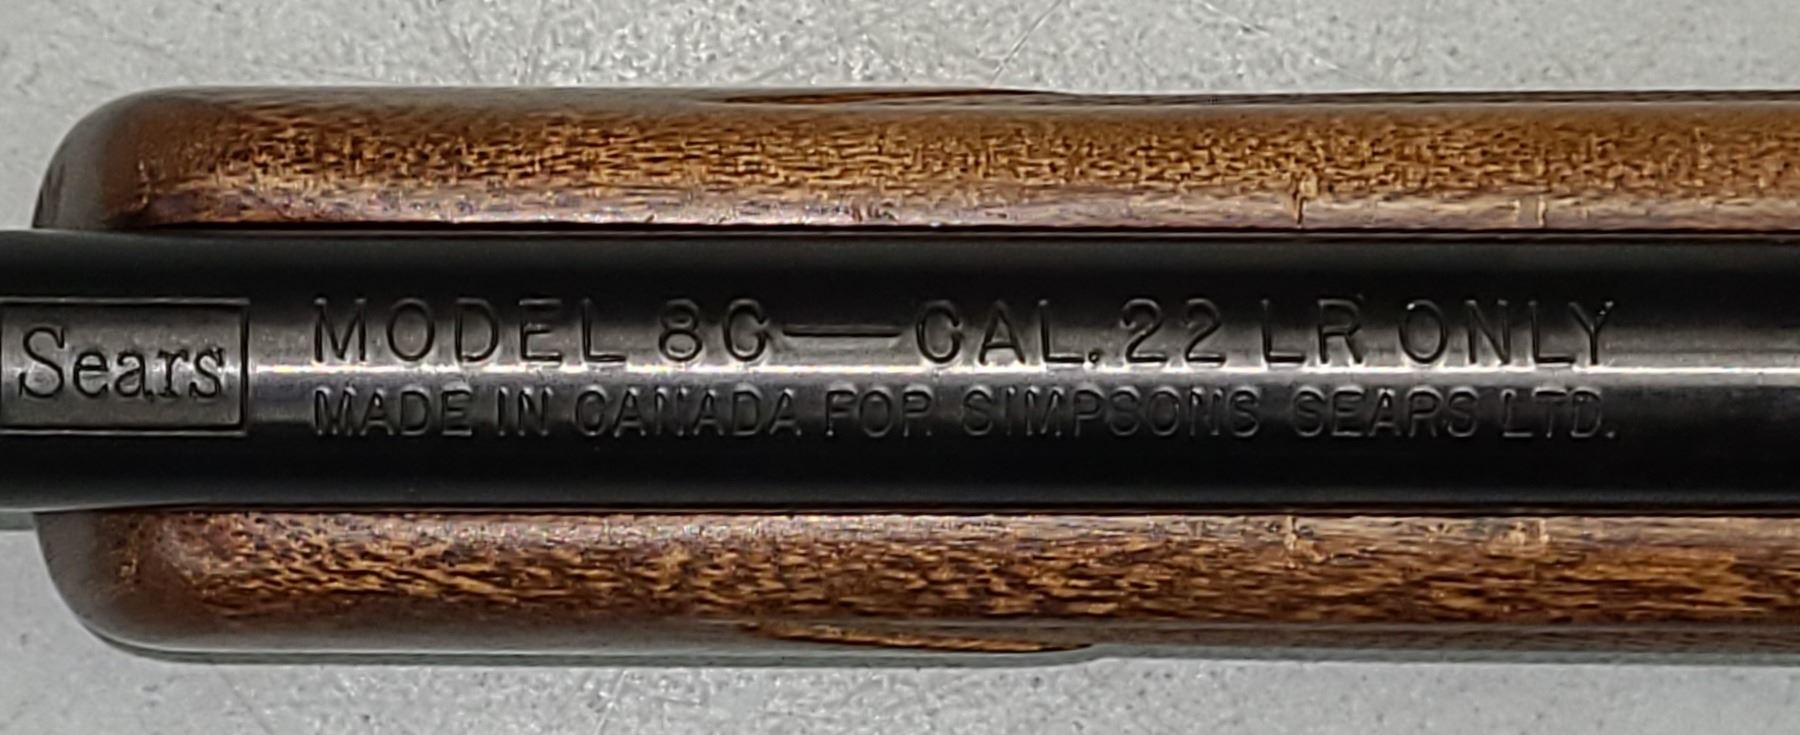 Sears
MODEL 8C—CAL. 22 LR ONLY
MADE IN CANADA FOR SIMPSONS SEARS LTD.